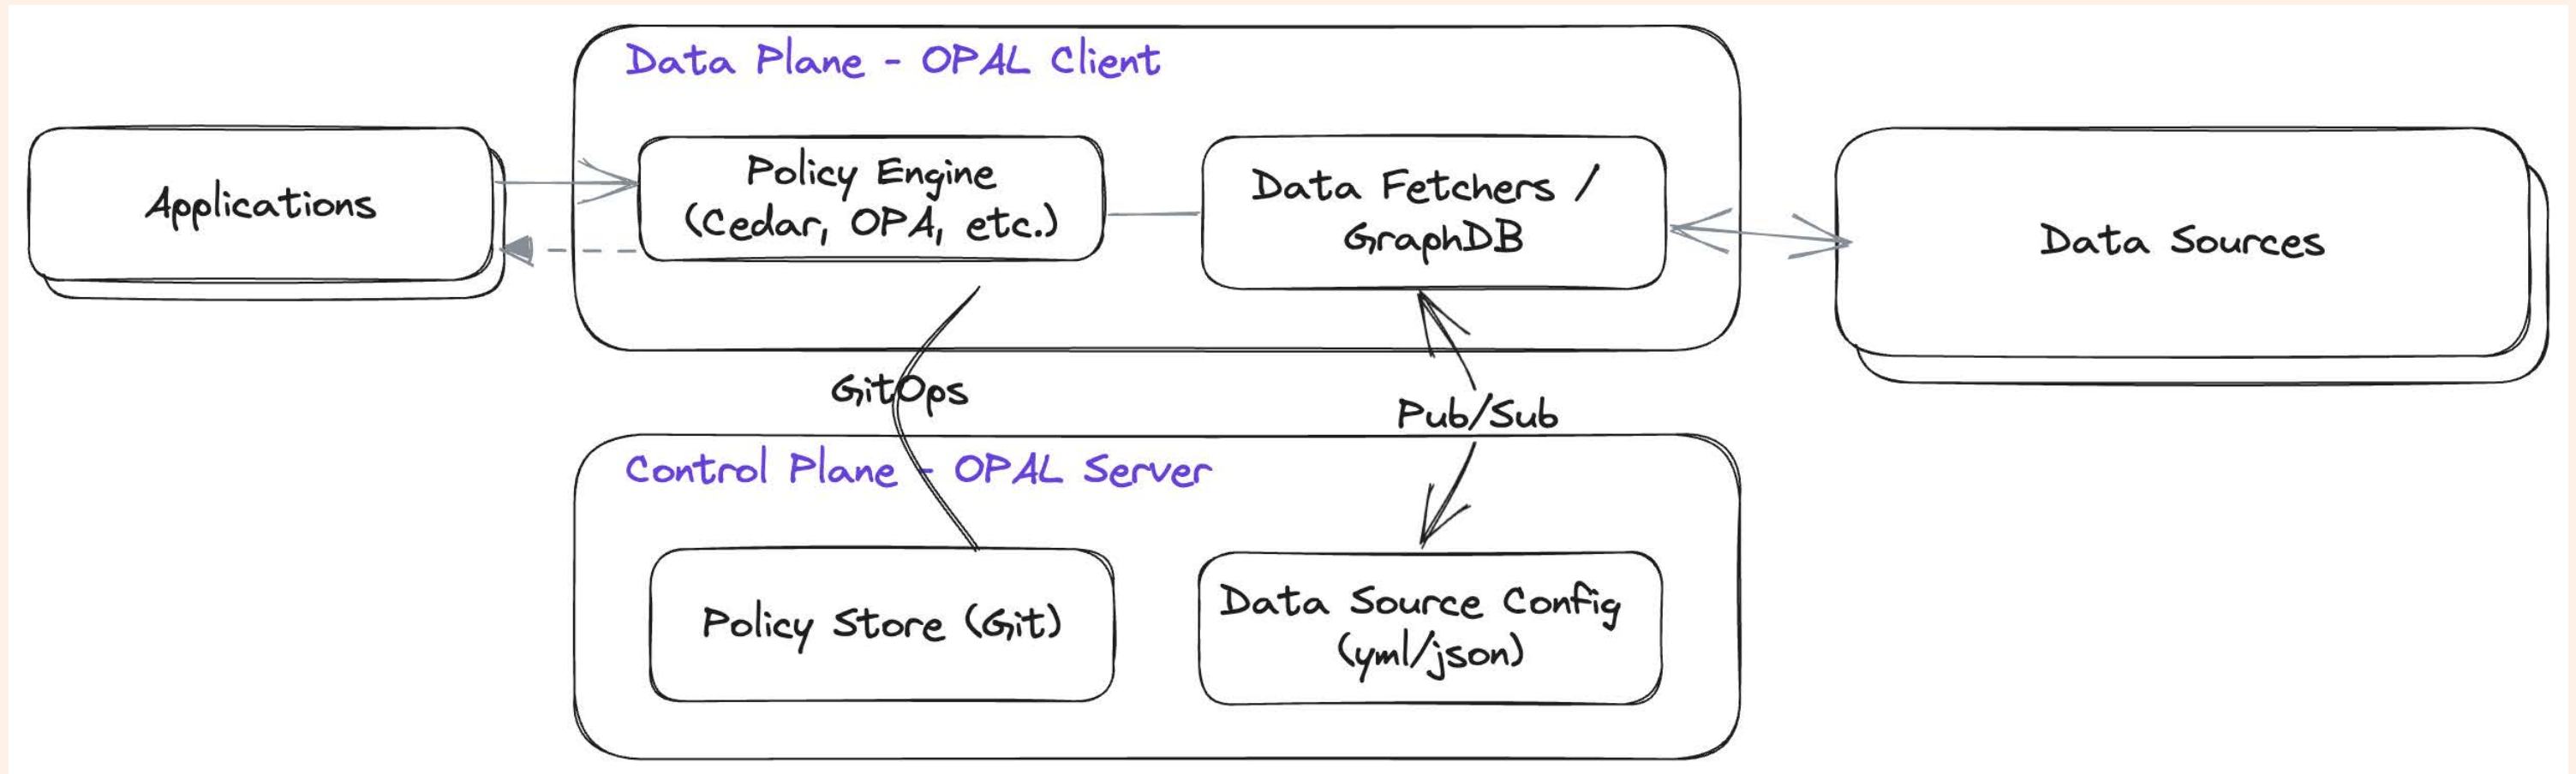 Data Plane - OPAL Client
Applications
Policy Engine
(Cedar, OPA, etc.)
Data Fetchers /
GraphDB
Data Sources
GitOps
Pub/Sub
Control Plane - OPAL Server
Policy Store (Git)
Data Source Config
(yml/json)